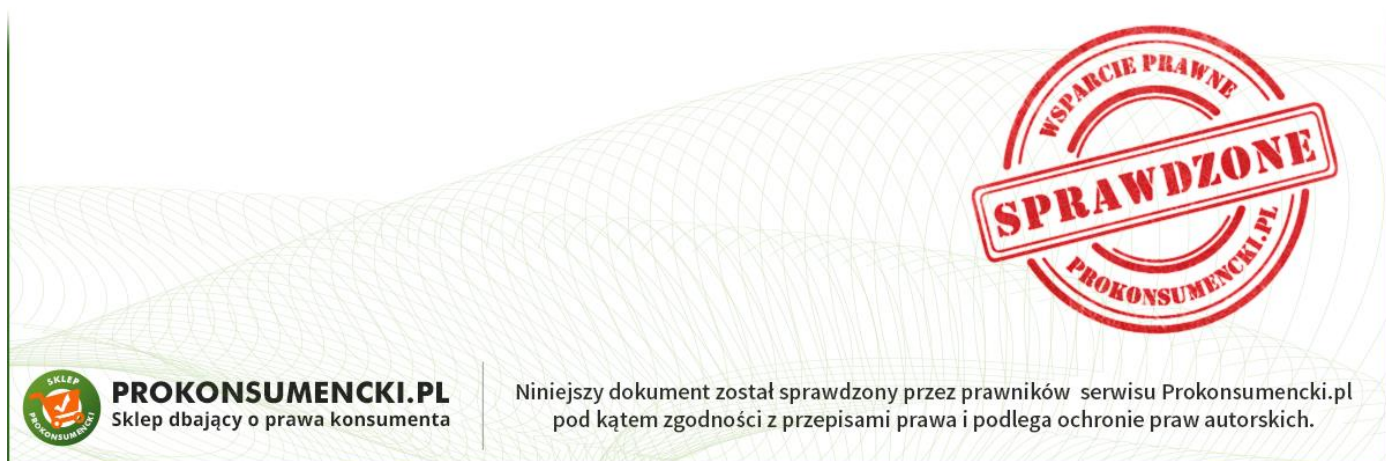 WSPARCIE PRAWNE
SPRAWDZONE
PROKONSUMENCKI.PL
SKLEP
PROKONSUMENCKI
PROKONSUMENCKI.PL
Sklep dbający o prawa konsumenta
Niniejszy dokument został sprawdzony przez prawników serwisu Prokonsumencki.pl
pod kątem zgodności z przepisami prawa i podlega ochronie praw autorskich.